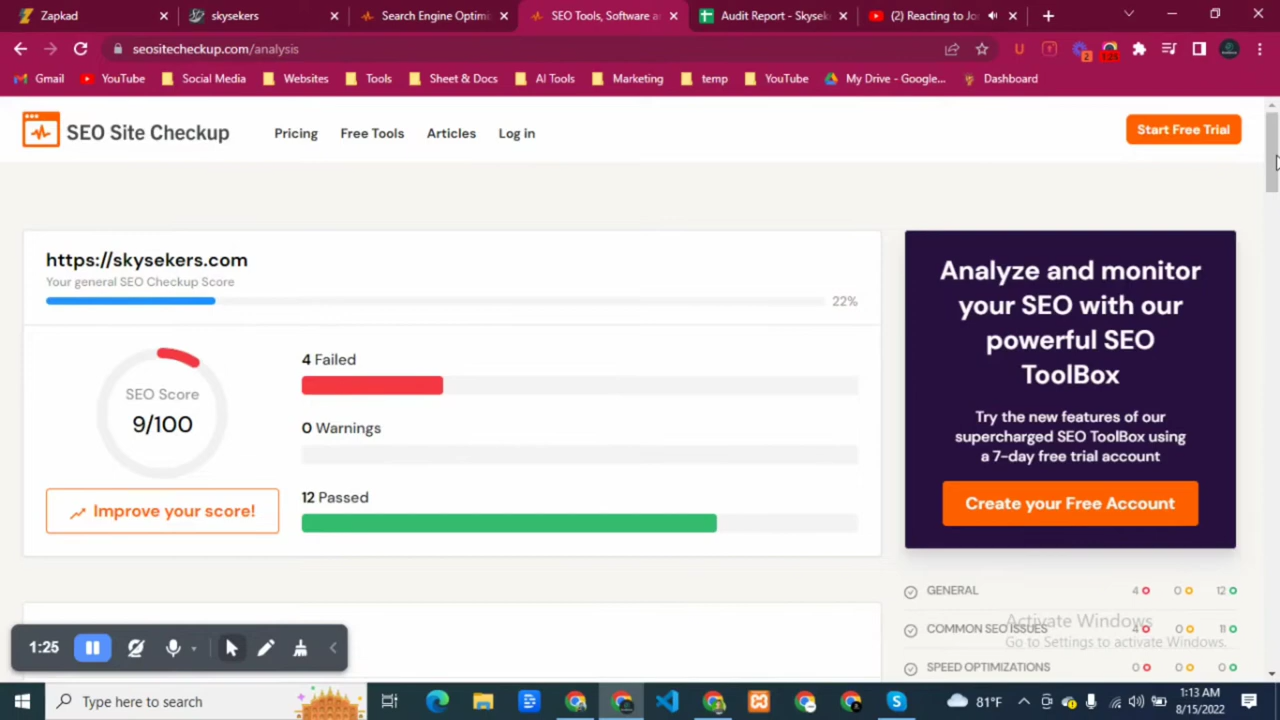 Zapkad
skysekers
Search Engine Optimi
SEO Tools, Software a
Audit Report - Skysek
(2) Reacting to Jo
seositecheckup.com/analysis
Gmail
YouTube
Social Media
Websites
Tools
Sheet & Docs
AI Tools
Marketing
temp
YouTube
My Drive - Google...
Dashboard
SEO Site Checkup
Pricing
Free Tools
Articles
Log in
Start Free Trial
https://skysekers.com
Your general SEO Checkup Score
22%
SEO Score
9/100
Improve your score!
4 Failed
0 Warnings
12 Passed
Analyze and monitor
your SEO with our
powerful SEO
ToolBox
Try the new features of our
supercharged SEO ToolBox using
a 7-day free trial account
Create your Free Account
GENERAL 4 0 12
COMMON SEO ISSUES 4 0 11
SPEED OPTIMIZATIONS 0 0 0
Activate Windows
Go to Settings to activate Windows.
1:25
Type here to search
81°F
1:13 AM
8/15/2022